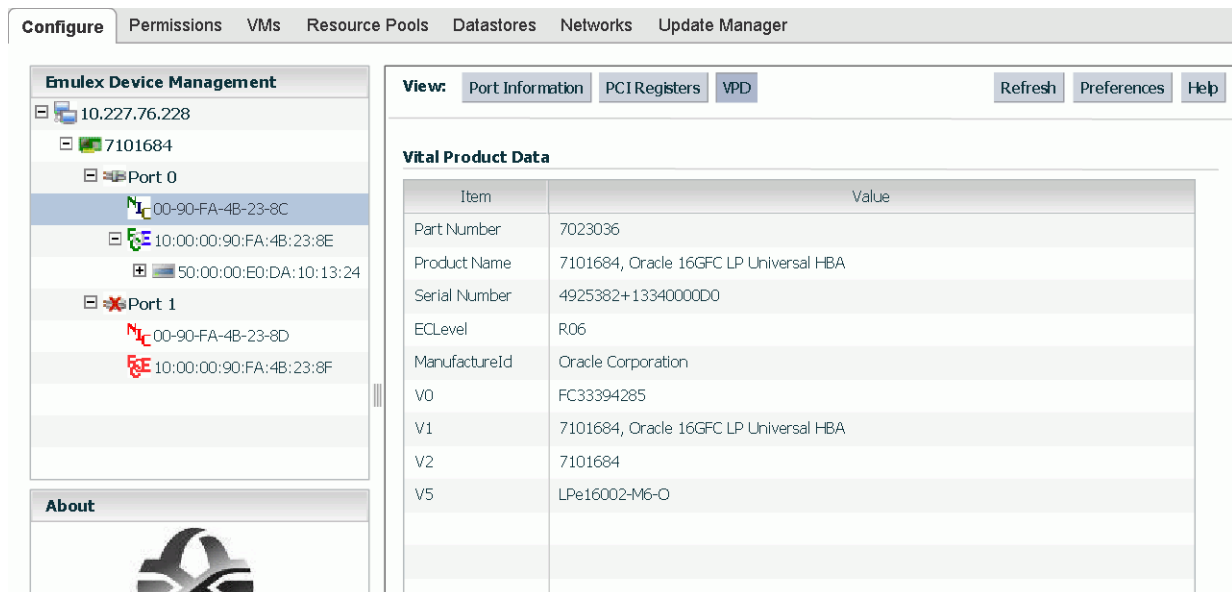 Configure Permissions VMs Resource Pools Datastores Networks Update Manager
Emulex Device Management
10.227.76.228
7101684
Port 0
NIC 00-90-FA-4B-23-8C
FCoE 10:00:00:90:FA:4B:23:8E
50:00:00:E0:DA:10:13:24
Port 1
NIC 00-90-FA-4B-23-8D
FCoE 10:00:00:90:FA:4B:23:8F
About
View: Port Information PCI Registers VPD Refresh Preferences Help
Vital Product Data
Item Value
Part Number 7023036
Product Name 7101684, Oracle 16GFC LP Universal HBA
Serial Number 4925382+13340000D0
ECLevel R06
ManufactureId Oracle Corporation
V0 FC33394285
V1 7101684, Oracle 16GFC LP Universal HBA
V2 7101684
V5 LPe16002-M6-O